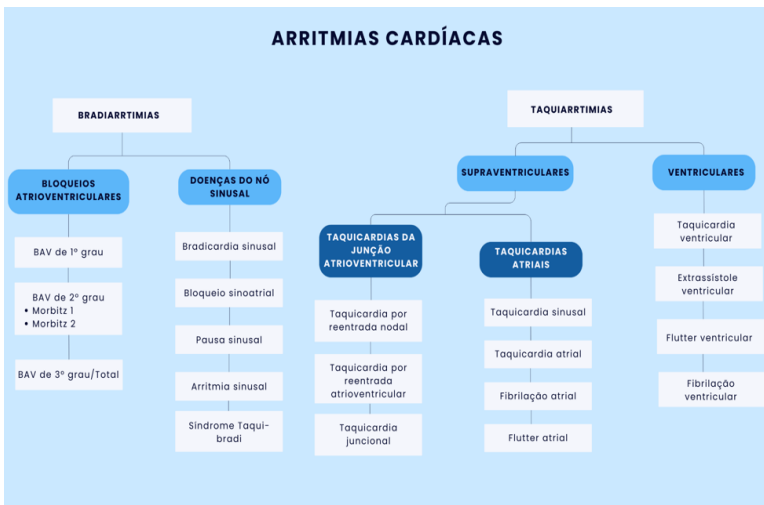 ARRITMIAS CARDÍACAS
BRADIARRTIMIAS
BLOQUEIOS
ATRIOVENTRICULARES
BAV de 1º grau
BAV de 2º grau
• Morbitz 1
• Morbitz 2
BAV de 3º grau/Total
DOENÇAS DO NÓ
SINUSAL
Bradicardia sinusal
Bloqueio sinoatrial
Pausa sinusal
Arritmia sinusal
Síndrome Taqui-
bradi
TAQUIARRTIMIAS
SUPRAVENTRICULARES
TAQUICARDIAS DA
JUNÇÃO
ATRIOVENTRICULAR
Taquicardia por
reentrada nodal
Taquicardia por
reentrada
atrioventricular
Taquicardia
juncional
TAQUICARDIAS
ATRIAIS
Taquicardia sinusal
Taquicardia atrial
Fibrilação atrial
Flutter atrial
VENTRICULARES
Taquicardia
ventricular
Extrassístole
ventricular
Flutter ventricular
Fibrilação
ventricular